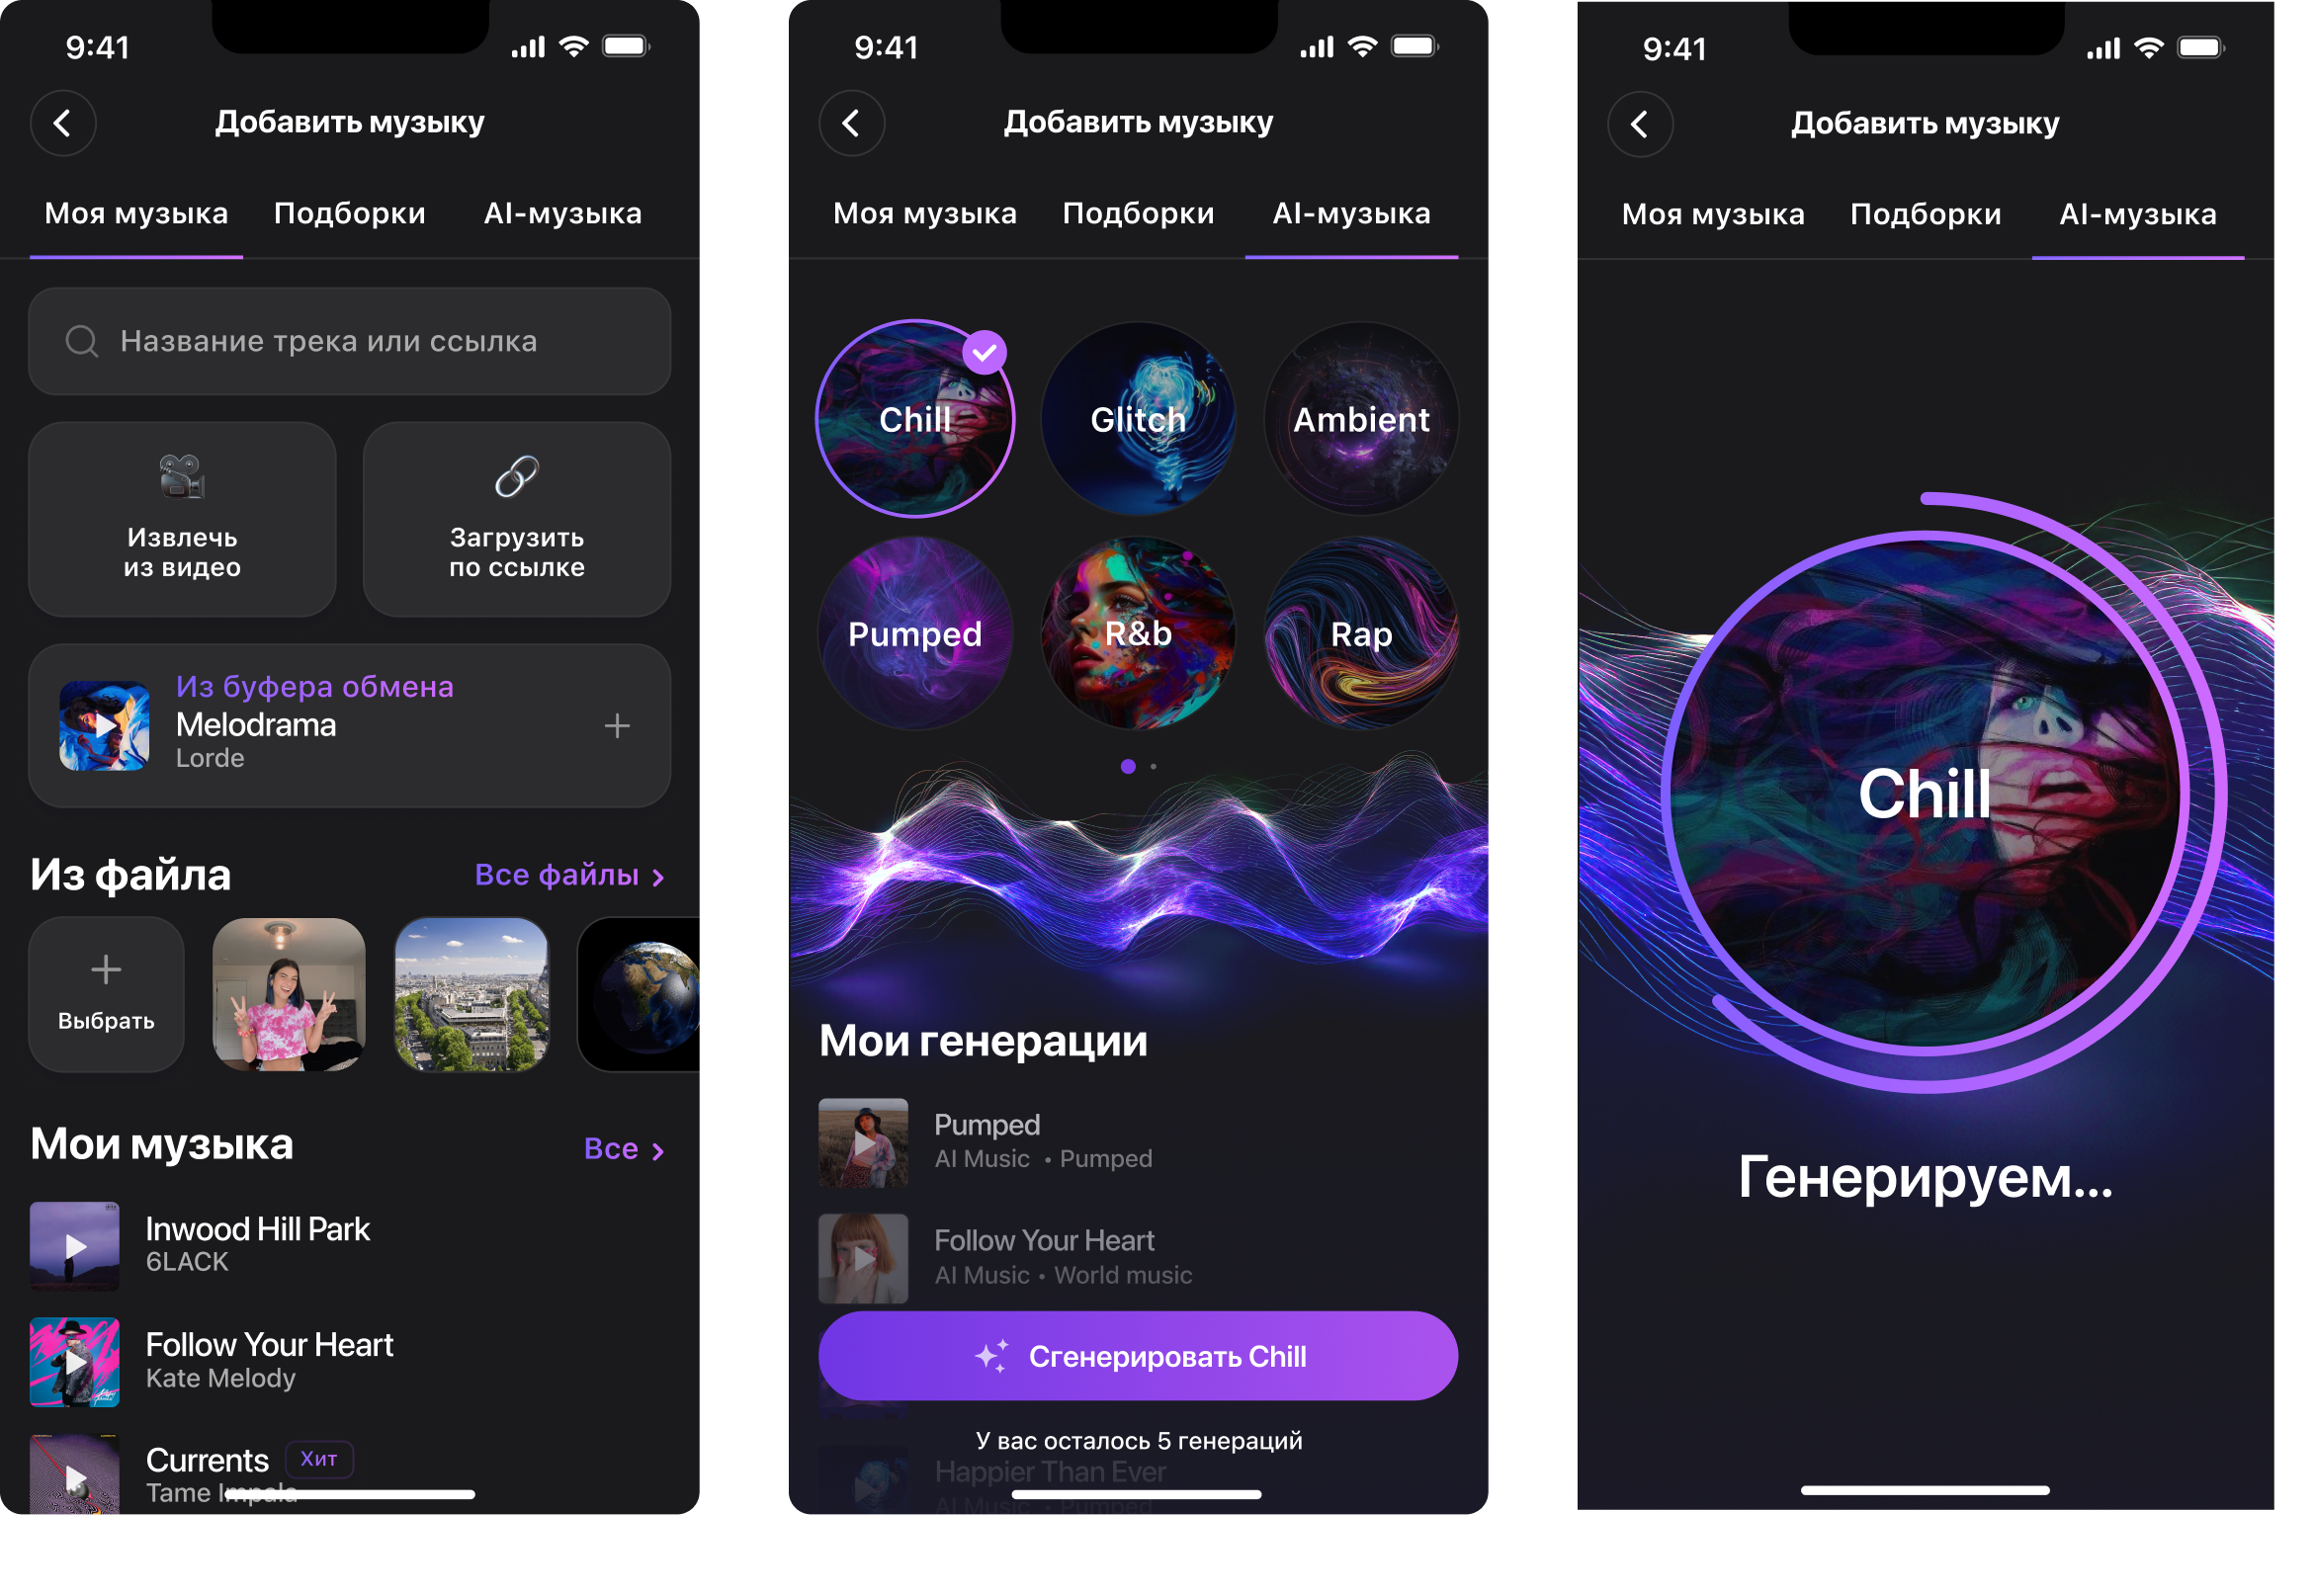 9:41
Добавить музыку
Моя музыка Подборки AI-музыка
Название трека или ссылка
Извлечь
из видео
Загрузить
по ссылке
Из буфера обмена
Melodrama
Lorde
Из файла Все файлы
Выбрать
Мои музыка Все
Inwood Hill Park
6LACK
Follow Your Heart
Kate Melody
Currents Хит
Tame Impala
9:41
Добавить музыку
Моя музыка Подборки AI-музыка
Chill Glitch Ambient
Pumped R&b Rap
Мои генерации
Pumped
AI Music • Pumped
Follow Your Heart
AI Music • World music
Сгенерировать Chill
У вас осталось 5 генераций
Happier Than Ever
AI Music • Pumped
9:41
Добавить музыку
Моя музыка Подборки AI-музыка
Chill
Генерируем...